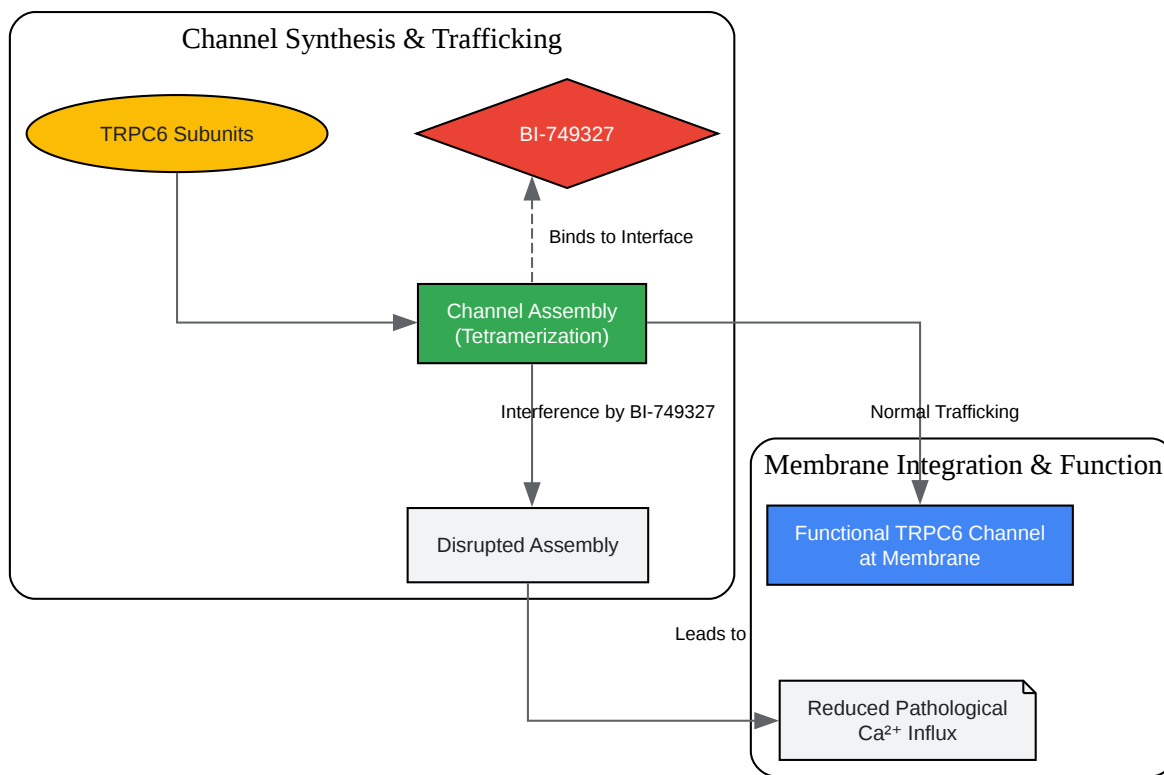 Channel Synthesis & Trafficking
TRPC6 Subunits
BI-749327
Binds to Interface
Channel Assembly
(Tetramerization)
Interference by BI-749327
Normal Trafficking
Membrane Integration & Function
Disrupted Assembly
Functional TRPC6 Channel
at Membrane
Leads to
Reduced Pathological
Ca²⁺ Influx